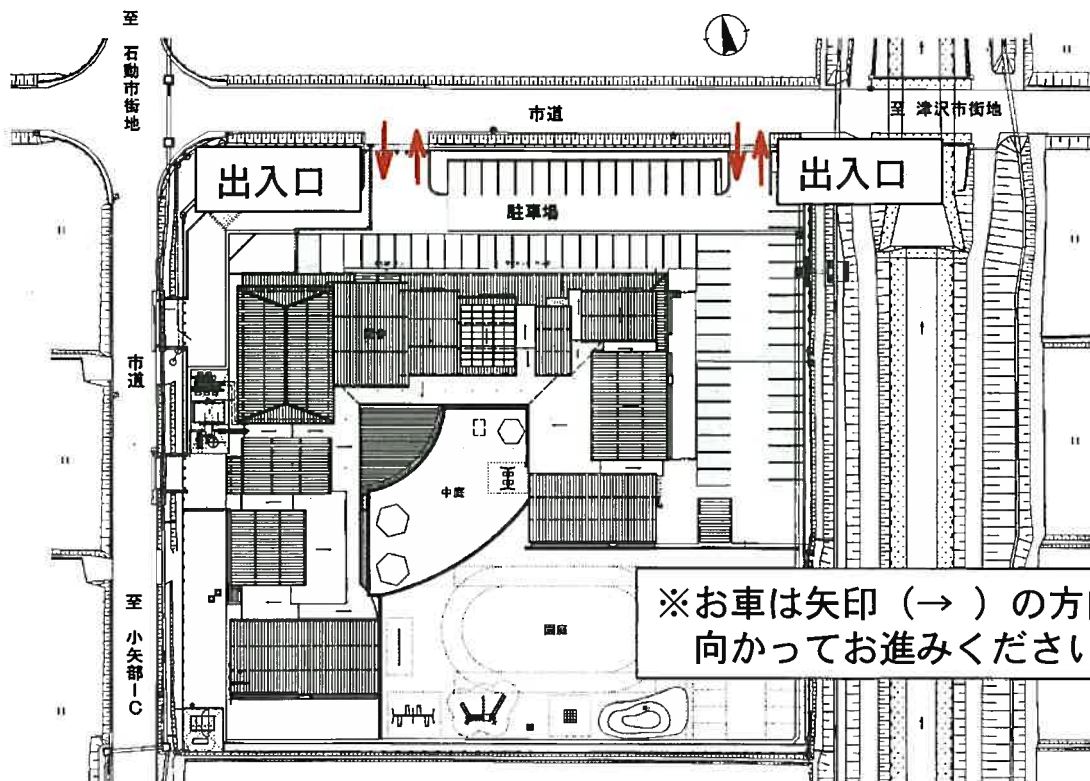 至 石動市街地
市道
至 津沢市街地
出入口
出入口
駐車場
市道
中庭
至 小矢部IC
園庭
※お車は矢印(→ )の方
向かってお進みください